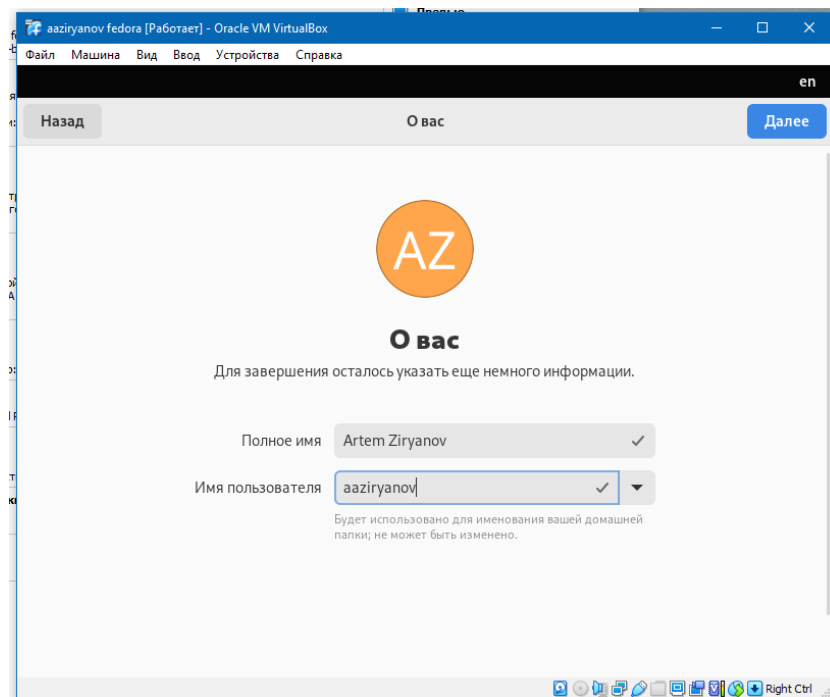 aaziryanov fedora [Работает] - Oracle VM VirtualBox
Файл Машина Вид Ввод Устройства Справка
en
Назад О вас Далее
AZ
О вас
Для завершения осталось указать еще немного информации.
Полное имя Artem Ziryanov
Имя пользователя aaziryanov
Будет использовано для именования вашей домашней
папки; не может быть изменено.
Right Ctrl